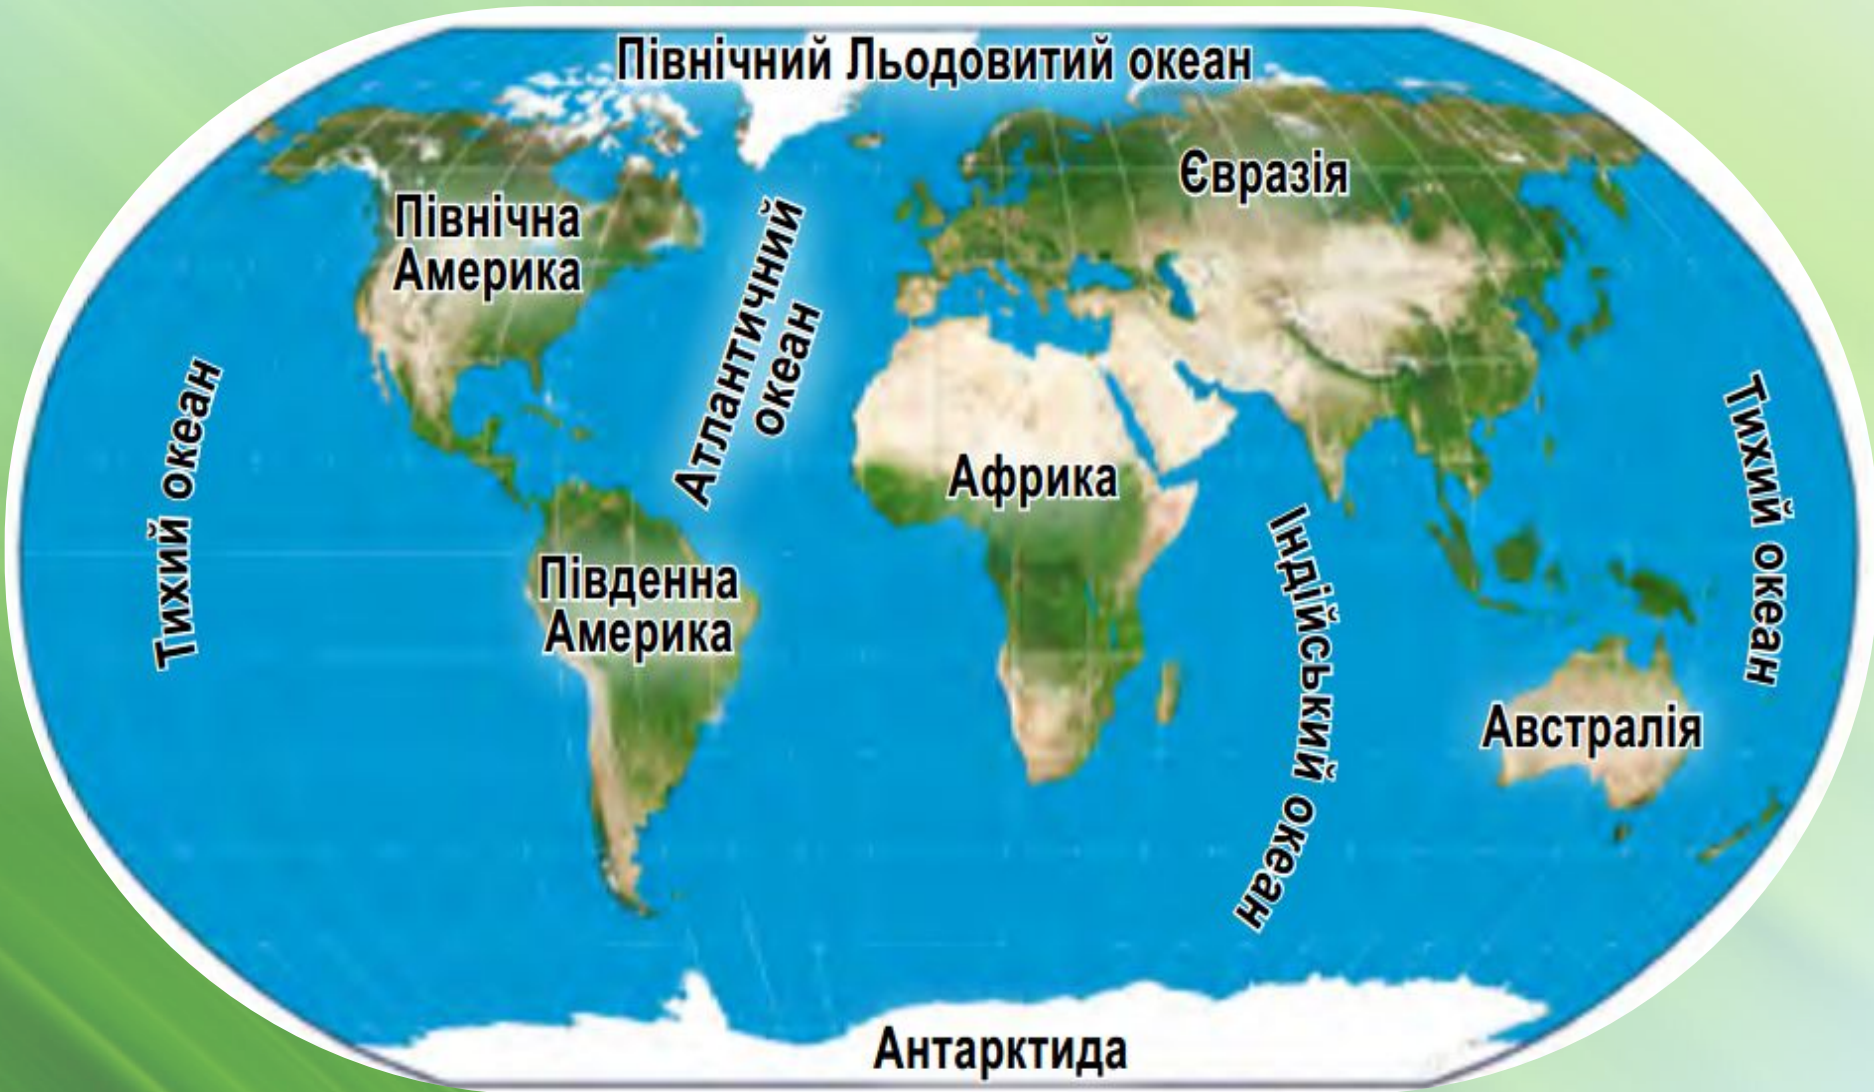 Північний Льодовитий океан
Євразія
Північна
Америка
Атлантичний
океан
Тихий океан
Тихий океан
Африка
Індійський океан
Південна
Америка
Австралія
Антарктида